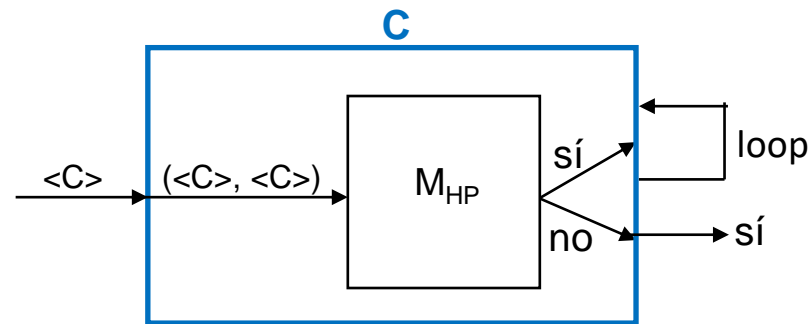 C
<C>
(<C>, <C>)
M_HP
sí
no
loop
sí